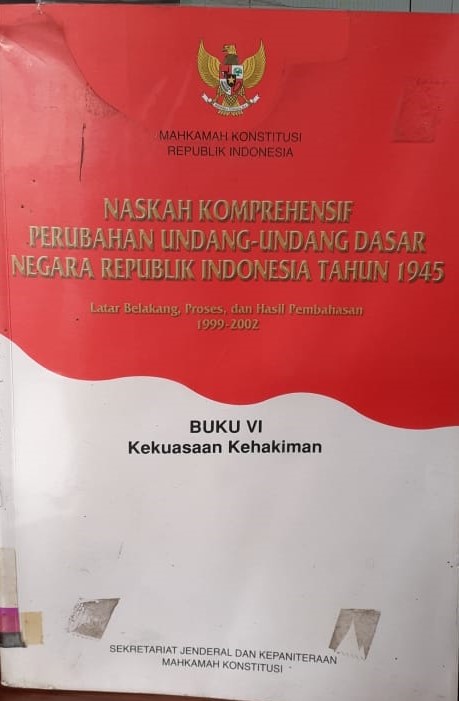 MAHKAMAH KONSTITUSI
REPUBLIK INDONESIA
NASKAH KOMPREHENSIF
PERUBAHAN UNDANG-UNDANG DASAR
NEGARA REPUBLIK INDONESIA TAHUN 1945
Latar Belakang, Proses, dan Hasil Pembahasan
1999-2002
BUKU VI
Kekuasaan Kehakiman
SEKRETARIAT JENDERAL DAN KEPANITERAAN
MAHKAMAH KONSTITUSI